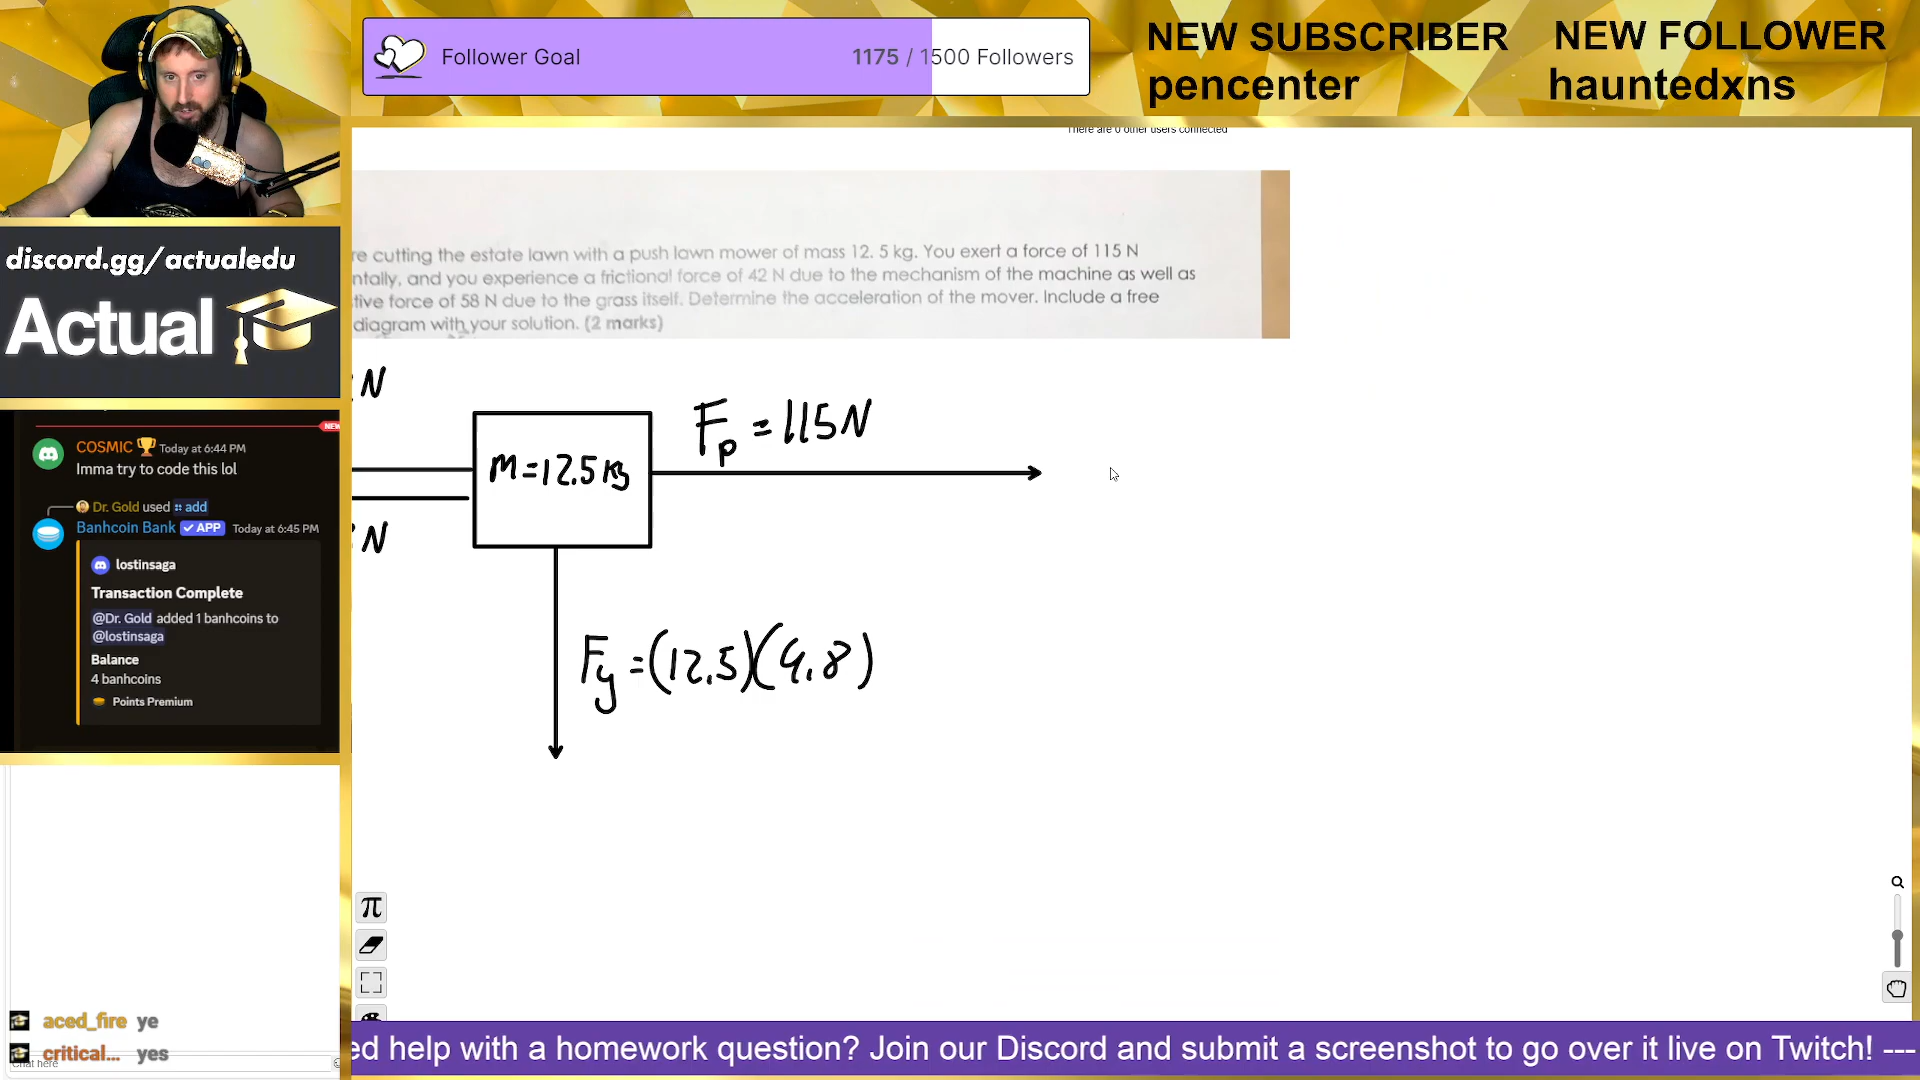 Follower Goal
1175 / 1500 Followers
NEW SUBSCRIBER
pencenter
NEW FOLLOWER
hauntedxns
There are 0 other users connected
discord.gg/actualedu
Actual
NEW
COSMIC 🏆 Today at 6:44 PM
Imma try to code this lol
Dr. Gold used add
Banhcoin Bank ✓ APP Today at 6:45 PM
lostinsaga
Transaction Complete
@Dr. Gold added 1 banhcoins to
@lostinsaga
Balance
4 banhcoins
Points Premium
re cutting the estate lawn with a push lawn mower of mass 12. 5 kg. You exert a force of 115 N
ntally, and you experience a frictional force of 42 N due to the mechanism of the machine as well as
tive force of 58 N due to the grass itself. Determine the acceleration of the mover. Include a free
diagram with your solution. (2 marks)
N
m=12.5 kg
Fp = 115N
N
Fy = (12.5)(9.8)
π
aced_fire ye
critical... yes
Chat here
ed help with a homework question? Join our Discord and submit a screenshot to go over it live on Twitch! ---